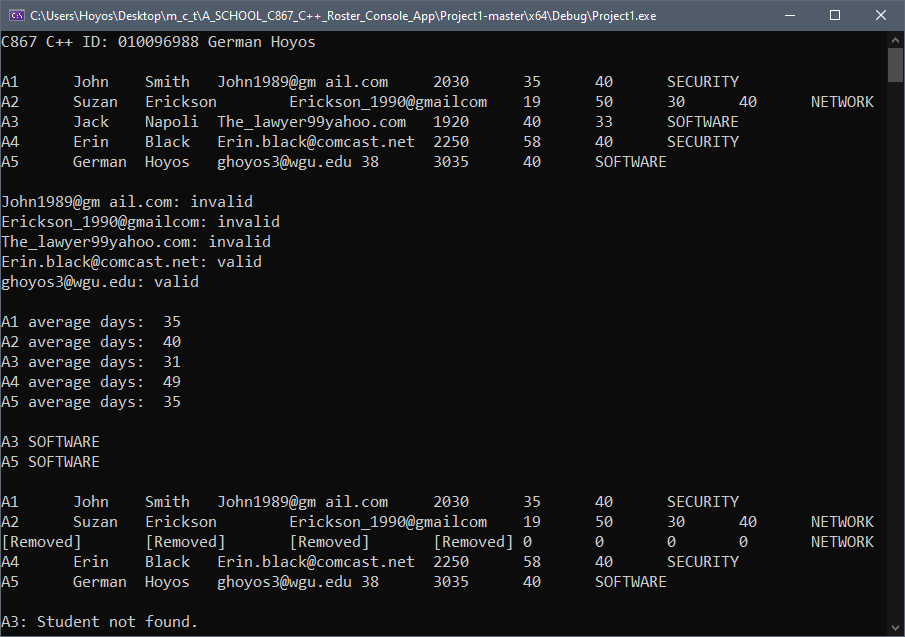 C:\Users\Hoyos\Desktop\m_c_t\A_SCHOOL_C867_C++_Roster_Console_App\Project1-master\x64\Debug\Project1.exe
C867 C++ ID: 010096988 German Hoyos
A1 John Smith John1989@gm ail.com 2030 35 40 SECURITY
A2 Suzan Erickson Erickson_1990@gmailcom 19 50 30 40 NETWORK
A3 Jack Napoli The_lawyer99yahoo.com 1920 40 33 SOFTWARE
A4 Erin Black Erin.black@comcast.net 2250 58 40 SECURITY
A5 German Hoyos ghoyos3@wgu.edu 38 3035 40 SOFTWARE
John1989@gm ail.com: invalid
Erickson_1990@gmailcom: invalid
The_lawyer99yahoo.com: invalid
Erin.black@comcast.net: valid
ghoyos3@wgu.edu: valid
A1 average days: 35
A2 average days: 40
A3 average days: 31
A4 average days: 49
A5 average days: 35
A3 SOFTWARE
A5 SOFTWARE
A1 John Smith John1989@gm ail.com 2030 35 40 SECURITY
A2 Suzan Erickson Erickson_1990@gmailcom 19 50 30 40 NETWORK
[Removed] [Removed] [Removed] [Removed] 0 0 0 0 NETWORK
A4 Erin Black Erin.black@comcast.net 2250 58 40 SECURITY
A5 German Hoyos ghoyos3@wgu.edu 38 3035 40 SOFTWARE
A3: Student not found.